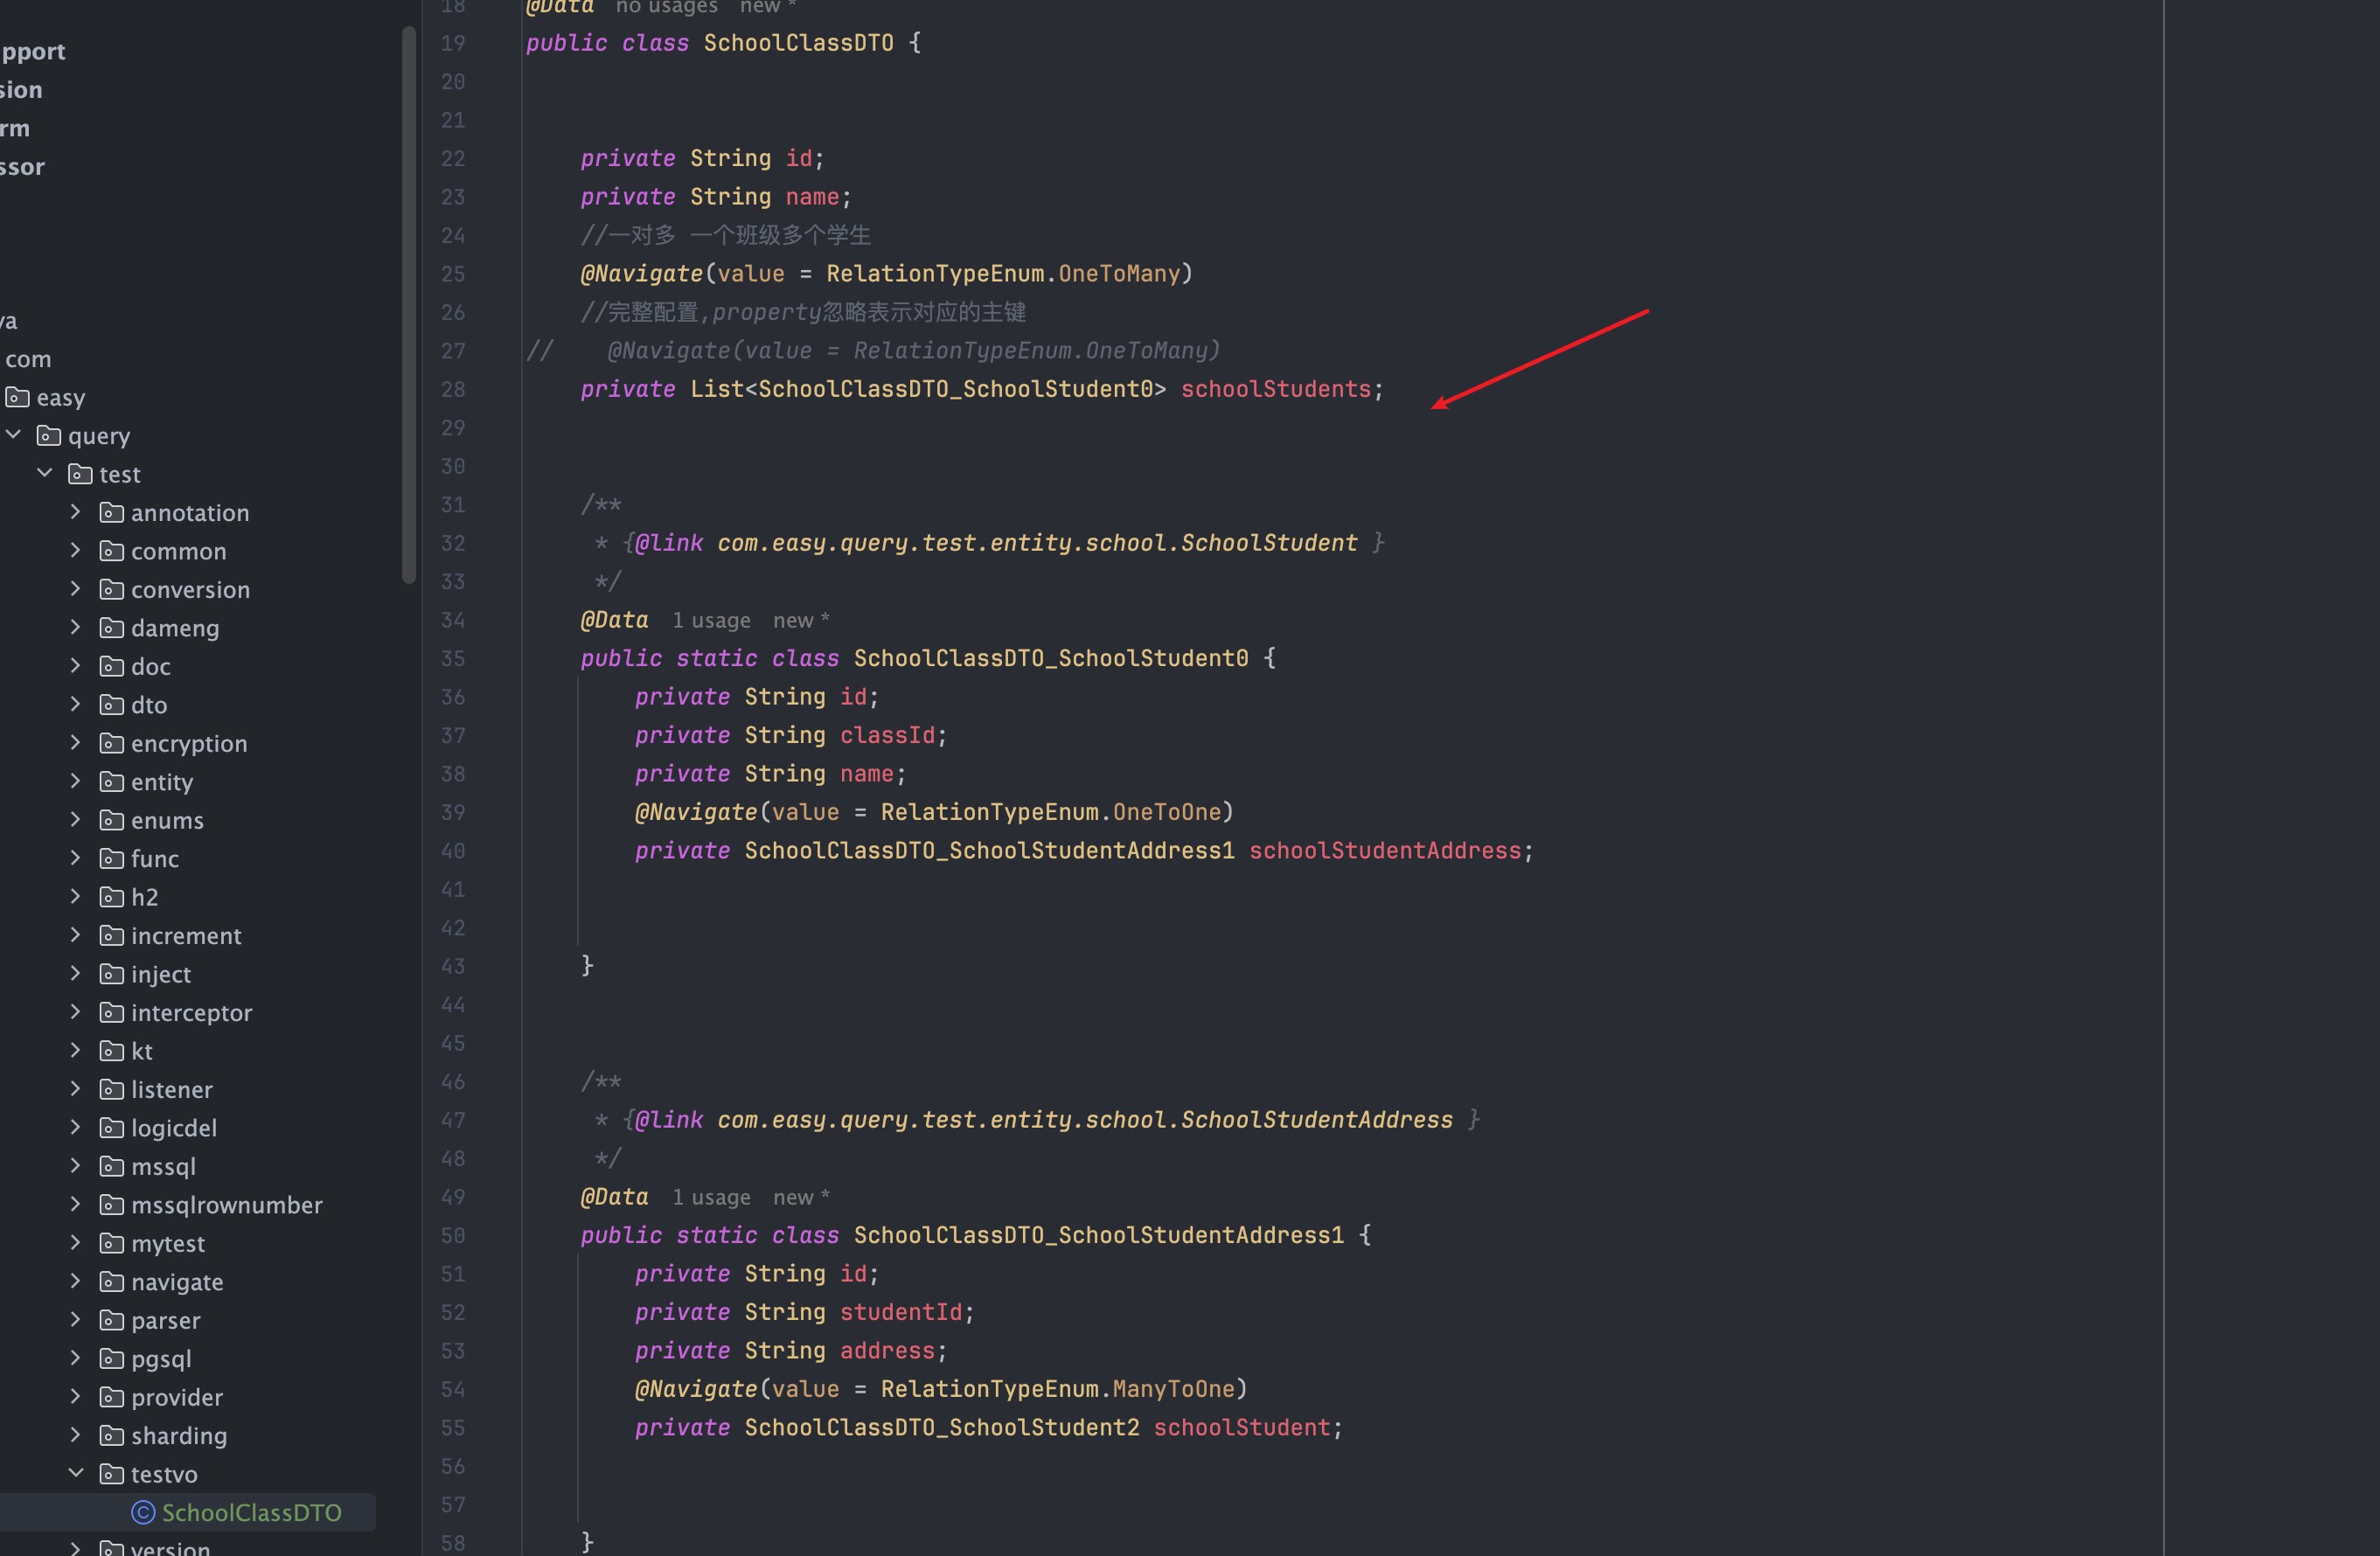 pport
sion
rm
ssor
va
com
easy
query
test
annotation
common
conversion
dameng
doc
dto
encryption
entity
enums
func
h2
increment
inject
interceptor
kt
listener
logicdel
mssql
mssqlrownumber
mytest
navigate
parser
pgsql
provider
sharding
testvo
SchoolClassDTO
version
18 @Data no usages new *
19 public class SchoolClassDTO {
20
21
22 private String id;
23 private String name;
24 //一对多 一个班级多个学生
25 @Navigate(value = RelationTypeEnum.OneToMany)
26 //完整配置,property忽略表示对应的主键
27 // @Navigate(value = RelationTypeEnum.OneToMany)
28 private List<SchoolClassDTO_SchoolStudent0> schoolStudents;
29
30
31 /**
32 * {@link com.easy.query.test.entity.school.SchoolStudent }
33 */
34 @Data 1 usage new *
35 public static class SchoolClassDTO_SchoolStudent0 {
36 private String id;
37 private String classId;
38 private String name;
39 @Navigate(value = RelationTypeEnum.OneToOne)
40 private SchoolClassDTO_SchoolStudentAddress1 schoolStudentAddress;
41
42
43 }
44
45
46 /**
47 * {@link com.easy.query.test.entity.school.SchoolStudentAddress }
48 */
49 @Data 1 usage new *
50 public static class SchoolClassDTO_SchoolStudentAddress1 {
51 private String id;
52 private String studentId;
53 private String address;
54 @Navigate(value = RelationTypeEnum.ManyToOne)
55 private SchoolClassDTO_SchoolStudent2 schoolStudent;
56
57
58 }